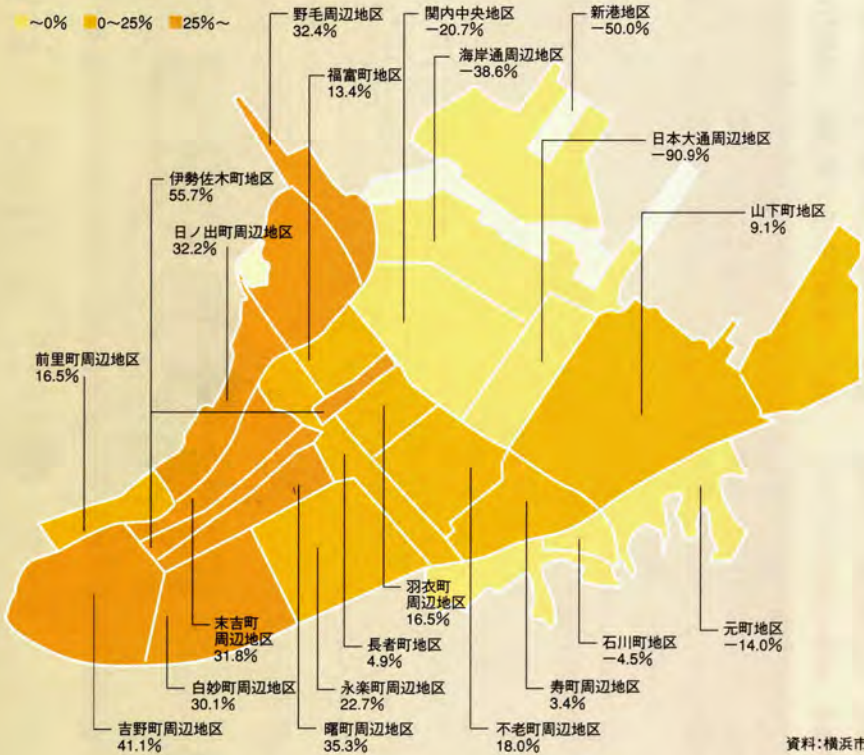 ~0% 0~25% 25%~
野毛周辺地区
32.4%
関内中央地区
−20.7%
新港地区
−50.0%
海岸通周辺地区
−38.6%
福富町地区
13.4%
日本大通周辺地区
−90.9%
伊勢佐木町地区
55.7%
山下町地区
9.1%
日ノ出町周辺地区
32.2%
前里町周辺地区
16.5%
羽衣町
周辺地区
16.5%
末吉町
周辺地区
31.8%
長者町地区
4.9%
石川町地区
−4.5%
元町地区
−14.0%
白妙町周辺地区
30.1%
永楽町周辺地区
22.7%
寿町周辺地区
3.4%
吉野町周辺地区
41.1%
曙町周辺地区
35.3%
不老町周辺地区
18.0%
資料:横浜市